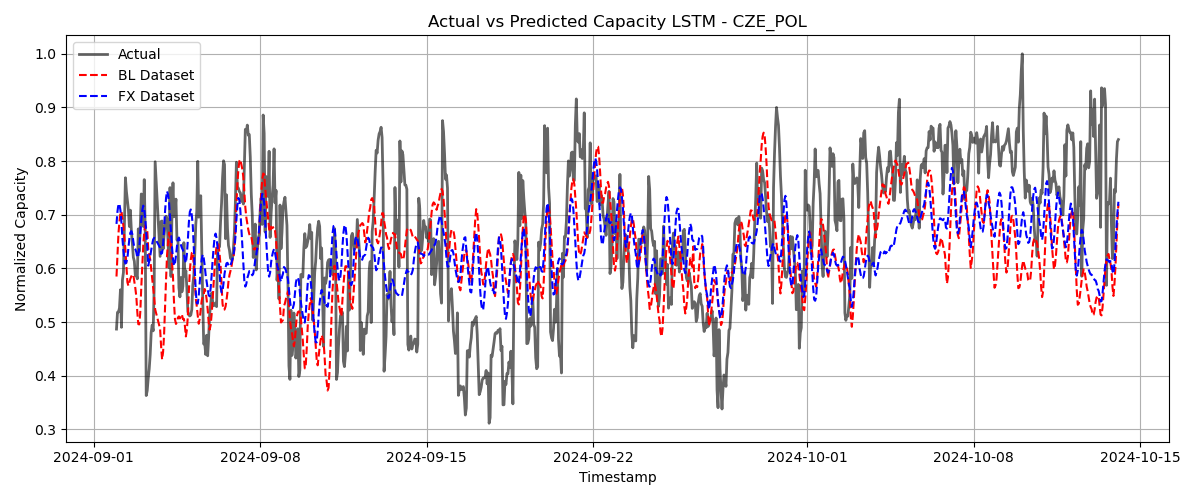 Actual vs Predicted Capacity LSTM - CZE_POL
Actual
BL Dataset
FX Dataset
Normalized Capacity
1.0
0.9
0.8
0.7
0.6
0.5
0.4
0.3
2024-09-01 2024-09-08 2024-09-15 2024-09-22 2024-10-01 2024-10-08 2024-10-15
Timestamp